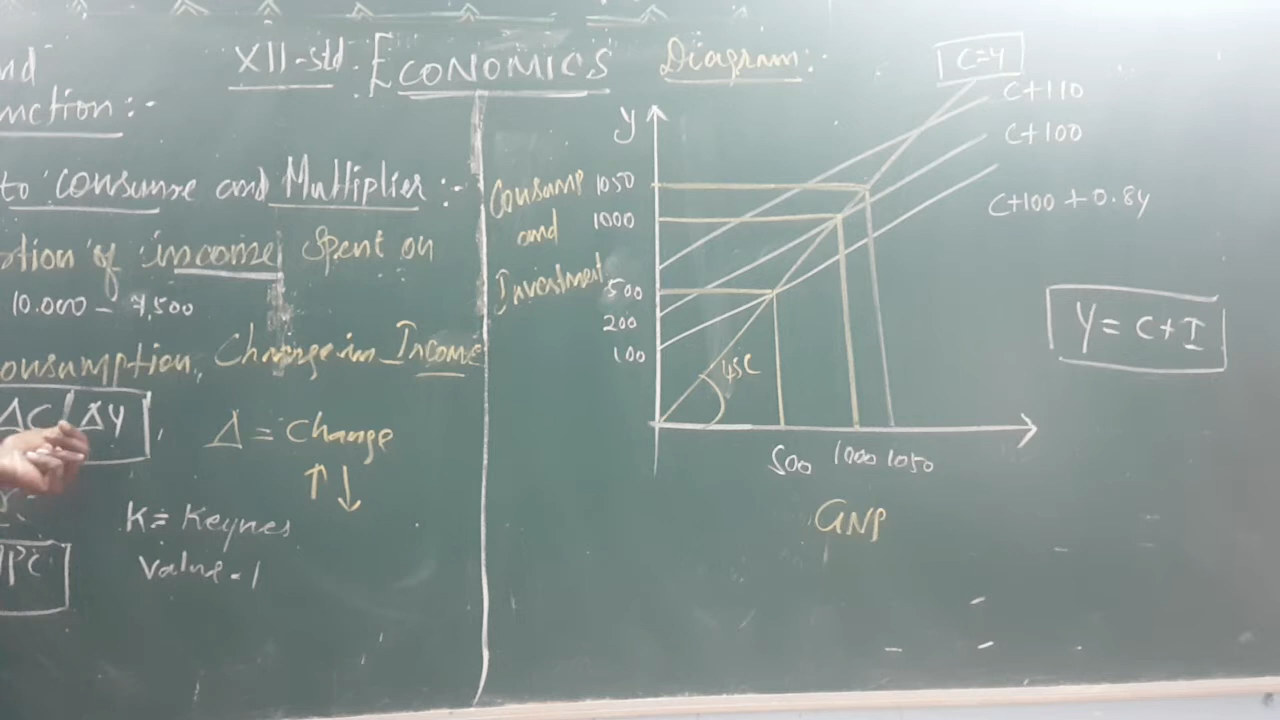 XII-std. ECONOMICS
nd
nction:-
to consume and Multiplier:-
rtion of income spent on
10.000 - 7,500
onsumption, Change in Income
ΔC/ΔY
Δ = Change
↑↓
K = Keynes
Value - 1
MPC
Diagram:
C=Y
C+110
C+100
C+100+0.8Y
Y
Consump
and
Investment
1050
1000
500
200
100
45C
500 1000 1050
GNP
Y = C+I